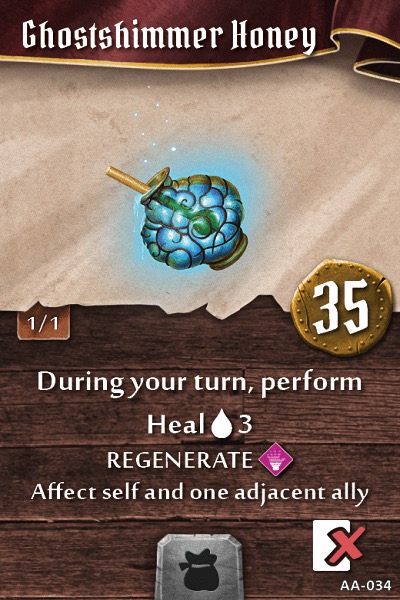 Ghostshimmer Honey
1/1
35
During your turn, perform
Heal 3
REGENERATE
Affect self and one adjacent ally
AA-034